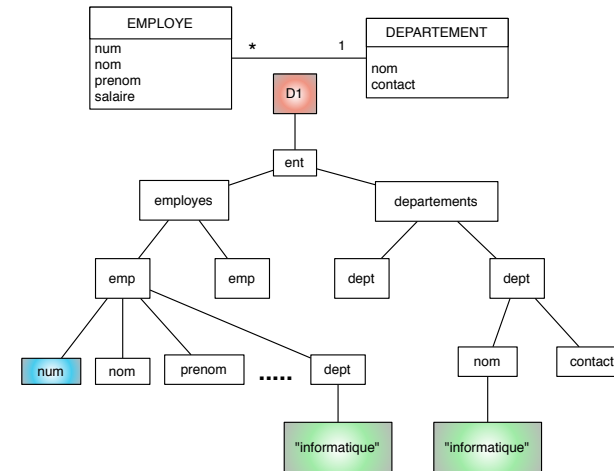 EMPLOYE
DEPARTEMENT
num
nom
prenom
salaire
*
1
nom
contact
D1
ent
employes
departements
emp
emp
dept
dept
num
nom
prenom
.....
dept
nom
contact
"informatique"
"informatique"